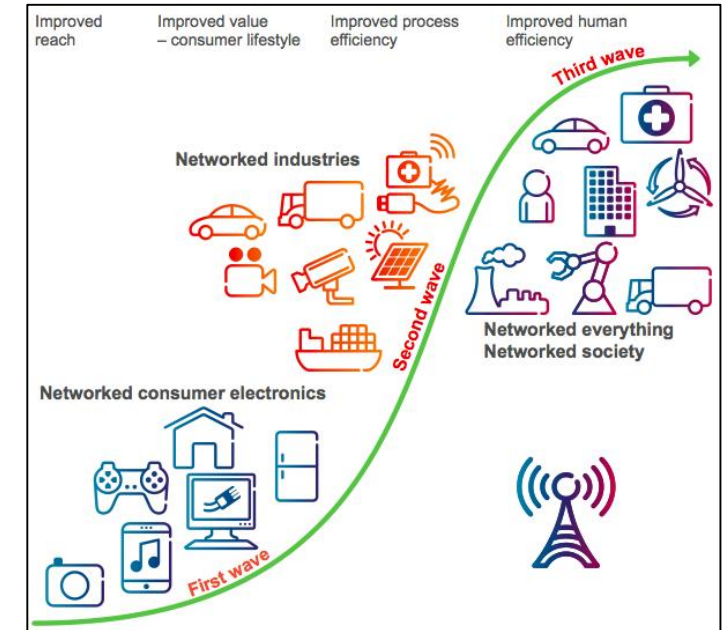 Improved
reach
Improved value
– consumer lifestyle
Improved process
efficiency
Improved human
efficiency
Third wave
Networked industries
Second wave
Networked everything
Networked society
Networked consumer electronics
First wave